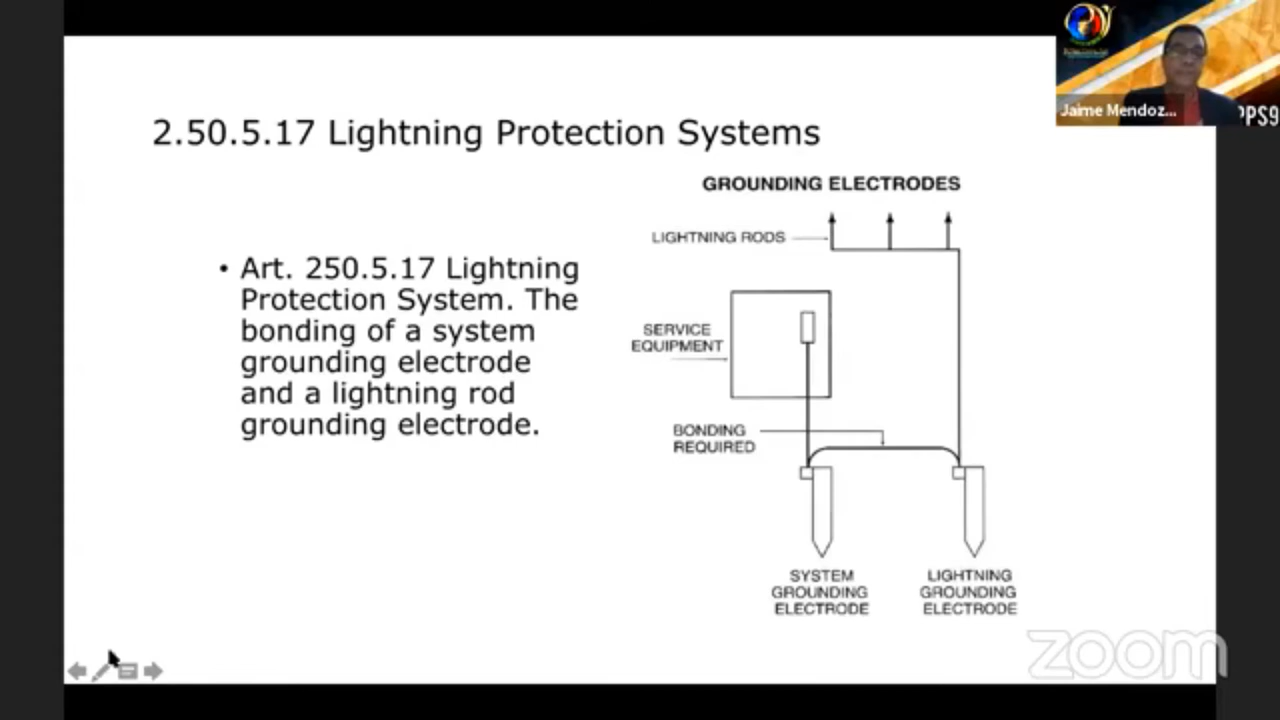 Jaime Mendoz...
PPS9
2.50.5.17 Lightning Protection Systems
GROUNDING ELECTRODES
LIGHTNING RODS
• Art. 250.5.17 Lightning
Protection System. The
bonding of a system
grounding electrode
and a lightning rod
grounding electrode.
SERVICE
EQUIPMENT
BONDING
REQUIRED
SYSTEM
GROUNDING
ELECTRODE
LIGHTNING
GROUNDING
ELECTRODE
zoom